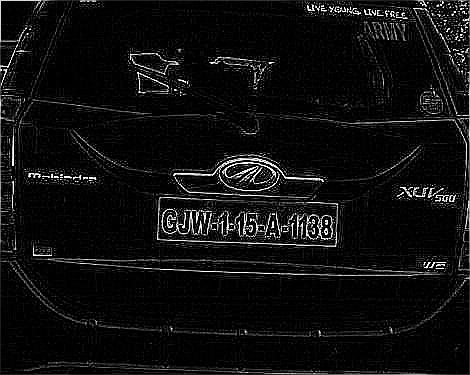 LIVE YOUNG. LIVE FREE.
ARMY
Mahindra
XUV500
GJW-1-15-A-1138
W8